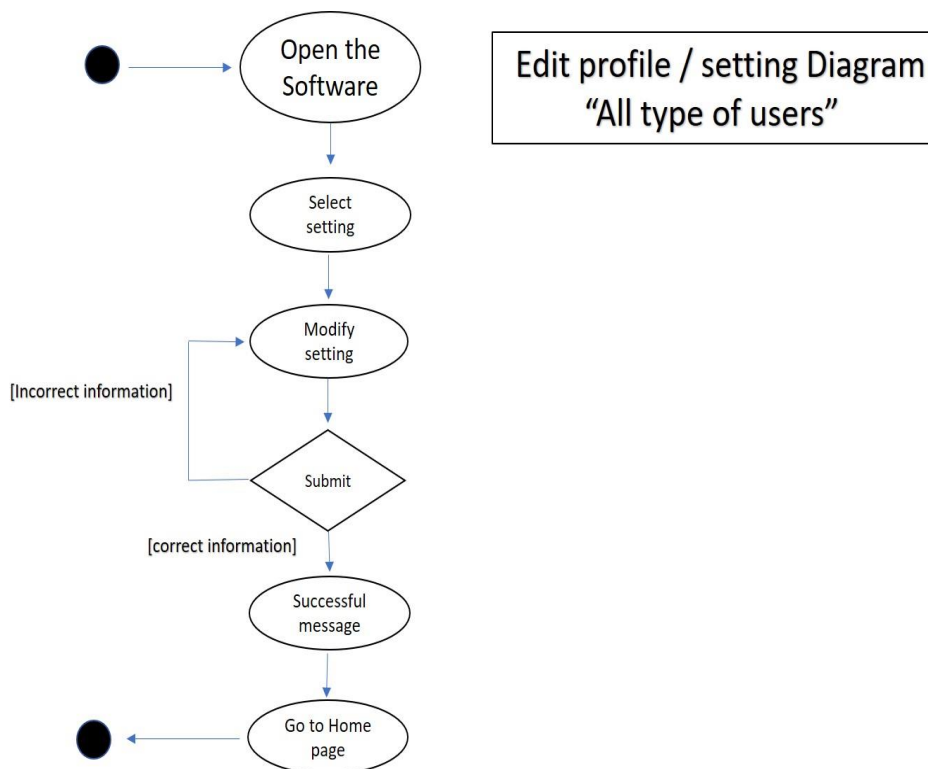 Open the
Software
Edit profile / setting Diagram
“All type of users”
Select
setting
Modify
setting
[Incorrect information]
Submit
[correct information]
Successful
message
Go to Home
page